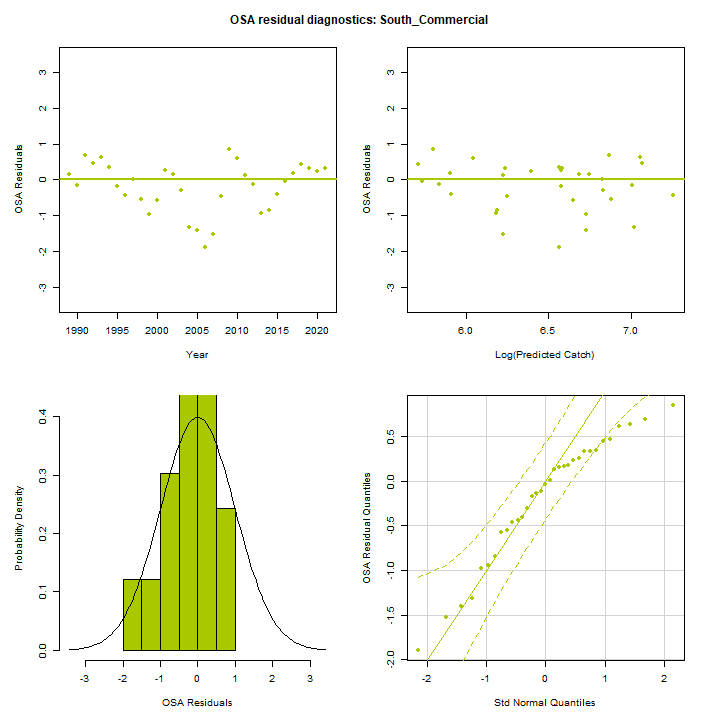 OSA residual diagnostics: South_Commercial
OSA Residuals
3
2
1
0
-1
-2
-3
1990 1995 2000 2005 2010 2015 2020
Year
OSA Residuals
3
2
1
0
-1
-2
-3
6.0 6.5 7.0
Log(Predicted Catch)
Probability Density
0.4
0.3
0.2
0.1
0.0
-3 -2 -1 0 1 2 3
OSA Residuals
OSA Residual Quantiles
0.5
0.0
-0.5
-1.0
-1.5
-2.0
-2 -1 0 1 2
Std Normal Quantiles